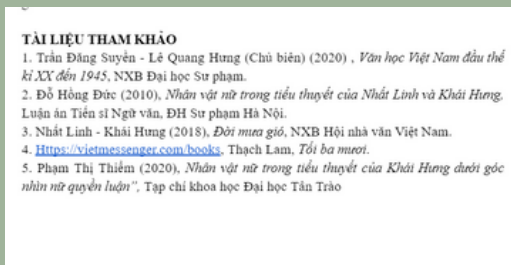 TÀI LIỆU THAM KHẢO
1. Trần Đăng Suyền - Lê Quang Hưng (Chủ biên) (2020) , Văn học Việt Nam đầu thế
kỉ XX đến 1945, NXB Đại học Sư phạm.
2. Đỗ Hồng Đức (2010), Nhân vật nữ trong tiểu thuyết của Nhất Linh và Khái Hưng,
Luận án Tiến sĩ Ngữ văn, ĐH Sư phạm Hà Nội.
3. Nhất Linh - Khái Hưng (2018), Đời mưa gió, NXB Hội nhà văn Việt Nam.
4. Https://vietmessenger.com/books, Thạch Lam, Tối ba mươi.
5. Phạm Thị Thiềm (2020), Nhân vật nữ trong tiểu thuyết của Khái Hưng dưới góc
nhìn nữ quyền luận”, Tạp chí khoa học Đại học Tân Trào